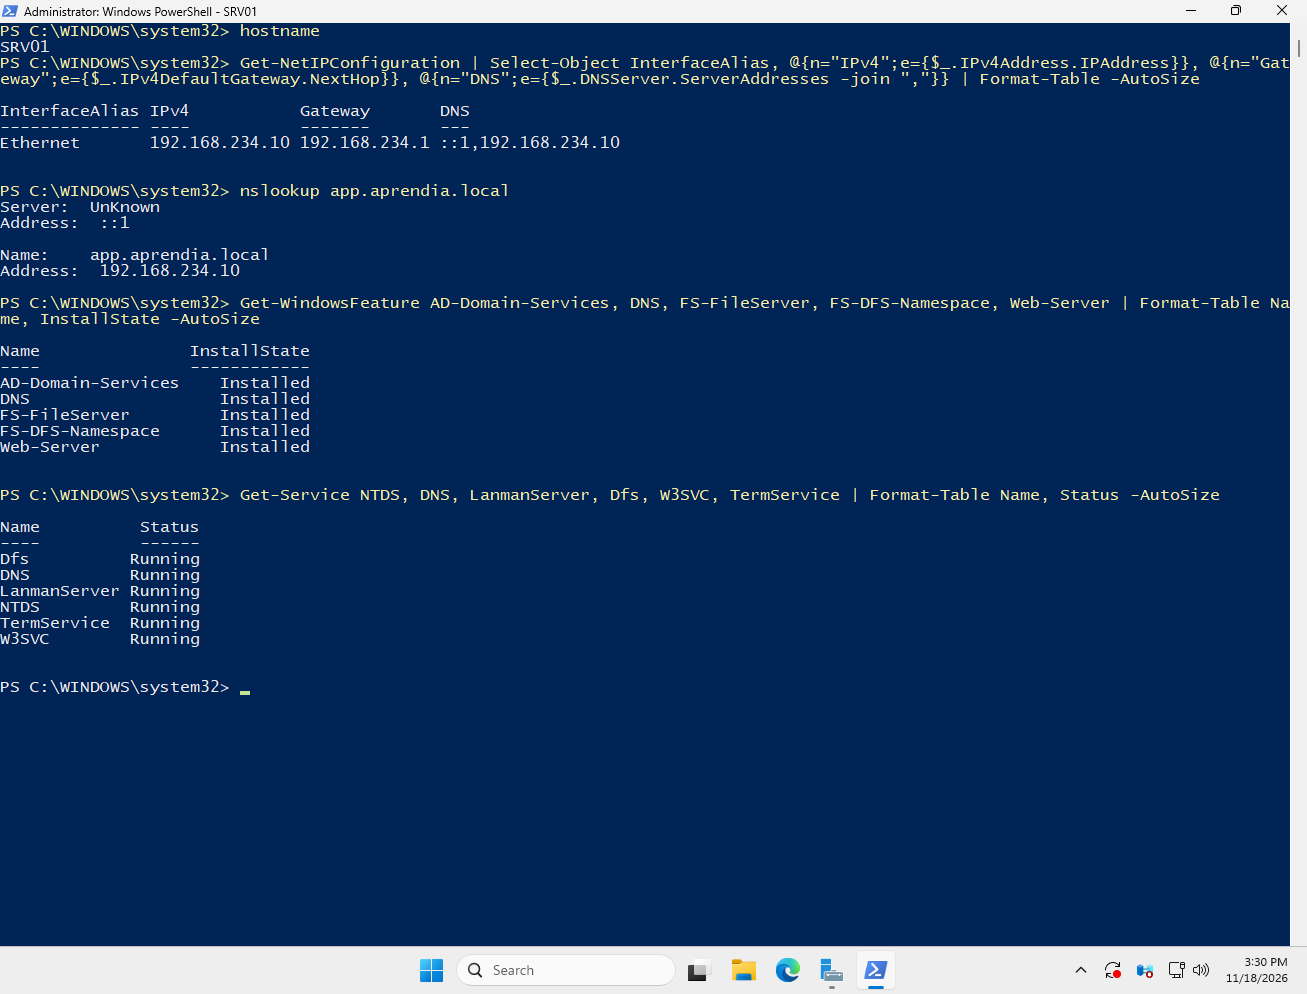 Administrator: Windows PowerShell - SRV01
PS C:\WINDOWS\system32> hostname
SRV01
PS C:\WINDOWS\system32> Get-NetIPConfiguration | Select-Object InterfaceAlias, @{n="IPv4";e={$_.IPv4Address.IPAddress}}, @{n="Gat
eway";e={$_.IPv4DefaultGateway.NextHop}}, @{n="DNS";e={$_.DNSServer.ServerAddresses -join ","}} | Format-Table -AutoSize
InterfaceAlias IPv4 Gateway DNS
-------------- ---- ------- ---
Ethernet 192.168.234.10 192.168.234.1 ::1,192.168.234.10
PS C:\WINDOWS\system32> nslookup app.aprendia.local
Server: UnKnown
Address: ::1
Name: app.aprendia.local
Address: 192.168.234.10
PS C:\WINDOWS\system32> Get-WindowsFeature AD-Domain-Services, DNS, FS-FileServer, FS-DFS-Namespace, Web-Server | Format-Table Na
me, InstallState -AutoSize
Name InstallState
---- ------------
AD-Domain-Services Installed
DNS Installed
FS-FileServer Installed
FS-DFS-Namespace Installed
Web-Server Installed
PS C:\WINDOWS\system32> Get-Service NTDS, DNS, LanmanServer, Dfs, W3SVC, TermService | Format-Table Name, Status -AutoSize
Name Status
---- ------
Dfs Running
DNS Running
LanmanServer Running
NTDS Running
TermService Running
W3SVC Running
PS C:\WINDOWS\system32>
Search
3:30 PM
11/18/2026